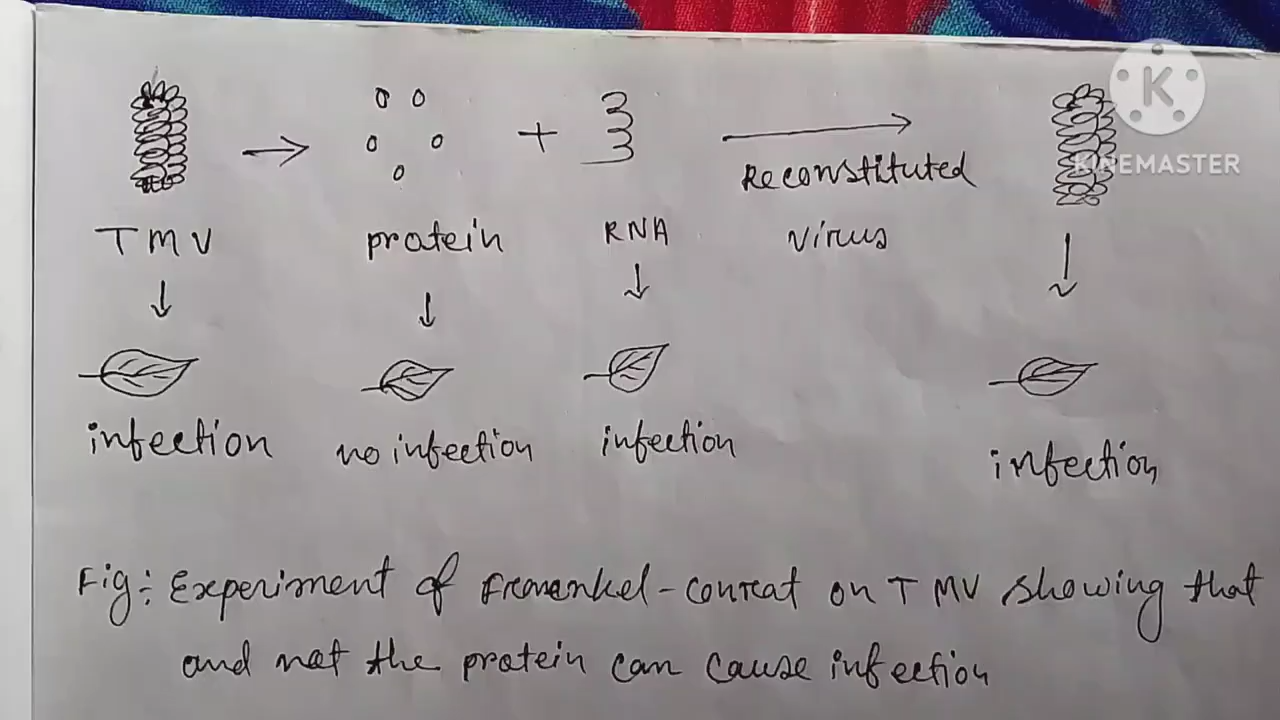 KINEMASTER
Reconstituted
virus
TMV
protein
RNA
infection
no infection
infection
infection
Fig: Experiment of Fraenkel-conrat on TMV showing that
and not the protein can cause infection